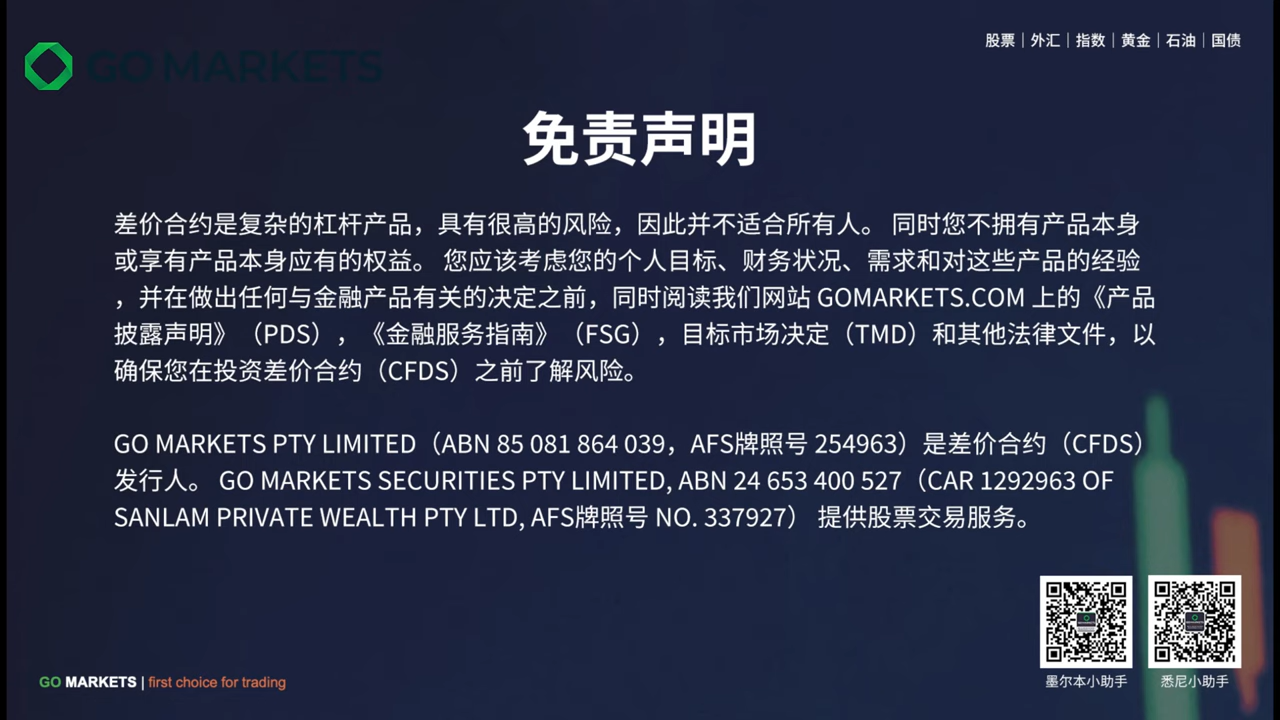 GO MARKETS
股票｜外汇｜指数｜黄金｜石油｜国债
免责声明
差价合约是复杂的杠杆产品，具有很高的风险，因此并不适合所有人。 同时您不拥有产品本身
或享有产品本身应有的权益。 您应该考虑您的个人目标、财务状况、需求和对这些产品的经验
，并在做出任何与金融产品有关的决定之前，同时阅读我们网站 GOMARKETS.COM 上的《产品
披露声明》（PDS），《金融服务指南》（FSG），目标市场决定（TMD）和其他法律文件，以
确保您在投资差价合约（CFDS）之前了解风险。
GO MARKETS PTY LIMITED（ABN 85 081 864 039，AFS牌照号 254963）是差价合约（CFDS）
发行人。 GO MARKETS SECURITIES PTY LIMITED, ABN 24 653 400 527（CAR 1292963 OF
SANLAM PRIVATE WEALTH PTY LTD, AFS牌照号 NO. 337927） 提供股票交易服务。
GO MARKETS | first choice for trading
墨尔本小助手
悉尼小助手